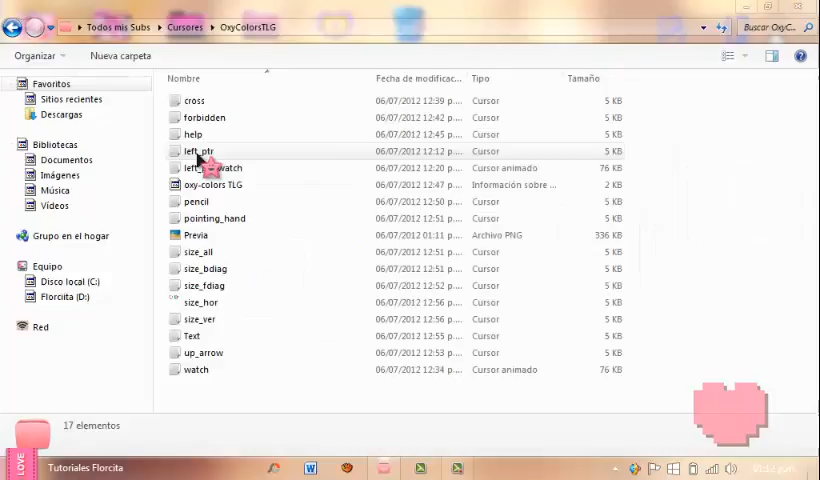 Todos mis Subs
Cursores
OxyColorsTLG
Buscar OxyC...
Organizar
Nueva carpeta
Favoritos
Sitios recientes
Descargas
Bibliotecas
Documentos
Imágenes
Música
Vídeos
Grupo en el hogar
Equipo
Disco local (C:)
Florcita (D:)
Red
Nombre Fecha de modificac... Tipo Tamaño
cross 06/07/2012 12:39 p.... Cursor 5 KB
forbidden 06/07/2012 12:42 p.... Cursor 5 KB
help 06/07/2012 12:45 p.... Cursor 5 KB
left_ptr 06/07/2012 12:12 p.... Cursor 5 KB
06/07/2012 12:20 p.... Cursor animado 76 KB
oxy-colors TLG 06/07/2012 12:47 p.... Información sobre ... 2 KB
pencil 06/07/2012 12:50 p.... Cursor 5 KB
pointing_hand 06/07/2012 12:51 p.... Cursor 5 KB
Previa 06/07/2012 01:11 p.... Archivo PNG 336 KB
size_all 06/07/2012 12:51 p.... Cursor 5 KB
size_bdiag 06/07/2012 12:51 p.... Cursor 5 KB
size_fdiag 06/07/2012 12:51 p.... Cursor 5 KB
size_hor 06/07/2012 12:56 p.... Cursor 5 KB
size_ver 06/07/2012 12:56 p.... Cursor 5 KB
Text 06/07/2012 12:55 p.... Cursor 5 KB
up_arrow 06/07/2012 12:53 p.... Cursor 5 KB
watch 06/07/2012 12:34 p.... Cursor animado 76 KB
17 elementos
LOVE
Tutoriales Florcita